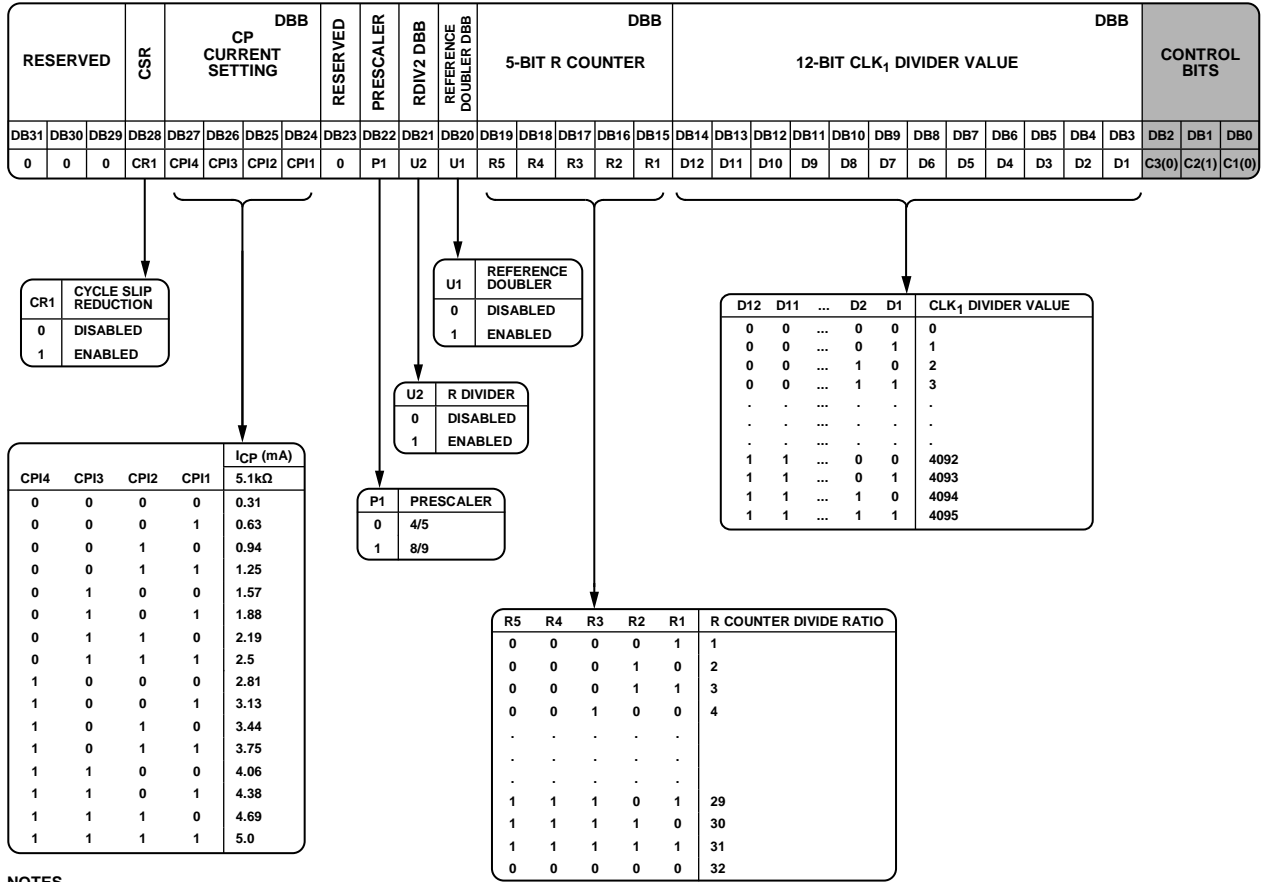 RESERVED
CSR
DBB
CP CURRENT SETTING
RESERVED
PRESCALER
RDIV2 DBB
REFERENCE DOUBLER DBB
DBB
5-BIT R COUNTER
DBB
12-BIT CLK1 DIVIDER VALUE
CONTROL BITS
DB31 DB30 DB29 DB28 DB27 DB26 DB25 DB24 DB23 DB22 DB21 DB20 DB19 DB18 DB17 DB16 DB15 DB14 DB13 DB12 DB11 DB10 DB9 DB8 DB7 DB6 DB5 DB4 DB3 DB2 DB1 DB0
0 0 0 CR1 CPI4 CPI3 CPI2 CPI1 0 P1 U2 U1 R5 R4 R3 R2 R1 D12 D11 D10 D9 D8 D7 D6 D5 D4 D3 D2 D1 C3(0) C2(1) C1(0)
CR1 CYCLE SLIP REDUCTION
0 DISABLED
1 ENABLED
U1 REFERENCE DOUBLER
0 DISABLED
1 ENABLED
U2 R DIVIDER
0 DISABLED
1 ENABLED
P1 PRESCALER
0 4/5
1 8/9
ICP (mA)
CPI4 CPI3 CPI2 CPI1 5.1kΩ
0 0 0 0 0.31
0 0 0 1 0.63
0 0 1 0 0.94
0 0 1 1 1.25
0 1 0 0 1.57
0 1 0 1 1.88
0 1 1 0 2.19
0 1 1 1 2.5
1 0 0 0 2.81
1 0 0 1 3.13
1 0 1 0 3.44
1 0 1 1 3.75
1 1 0 0 4.06
1 1 0 1 4.38
1 1 1 0 4.69
1 1 1 1 5.0
D12 D11 ... D2 D1 CLK1 DIVIDER VALUE
0 0 ... 0 0 0
0 0 ... 0 1 1
0 0 ... 1 0 2
0 0 ... 1 1 3
. . ... . . .
. . ... . . .
. . ... . . .
1 1 ... 0 0 4092
1 1 ... 0 1 4093
1 1 ... 1 0 4094
1 1 ... 1 1 4095
R5 R4 R3 R2 R1 R COUNTER DIVIDE RATIO
0 0 0 0 1 1
0 0 0 1 0 2
0 0 0 1 1 3
0 0 1 0 0 4
. . . . .
. . . . .
. . . . .
1 1 1 0 1 29
1 1 1 1 0 30
1 1 1 1 1 31
0 0 0 0 0 32
NOTES